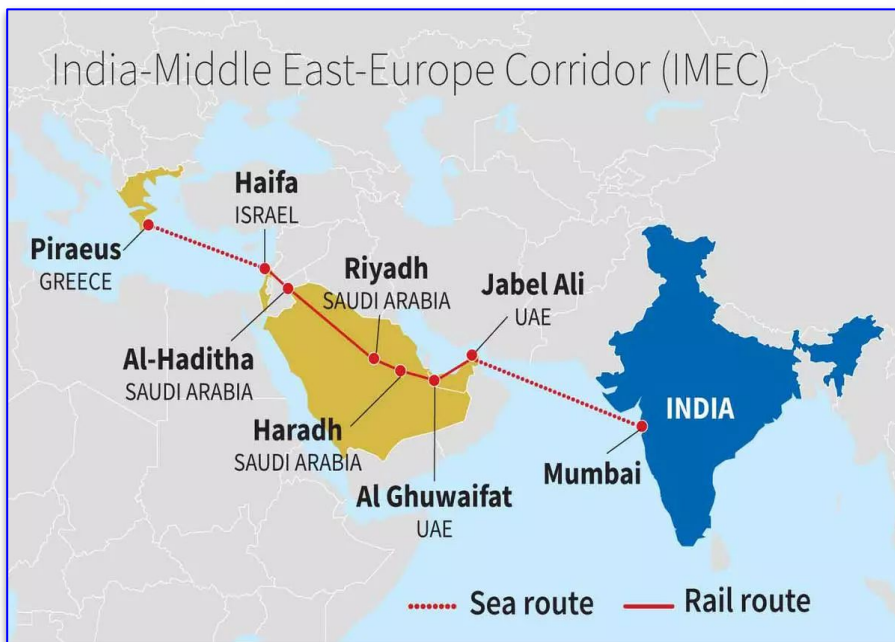 India-Middle East-Europe Corridor (IMEC)
Haifa
ISRAEL
Piraeus
GREECE
Riyadh
SAUDI ARABIA
Jabel Ali
UAE
Al-Haditha
SAUDI ARABIA
Haradh
SAUDI ARABIA
Al Ghuwaifat
UAE
INDIA
Mumbai
Sea route
Rail route